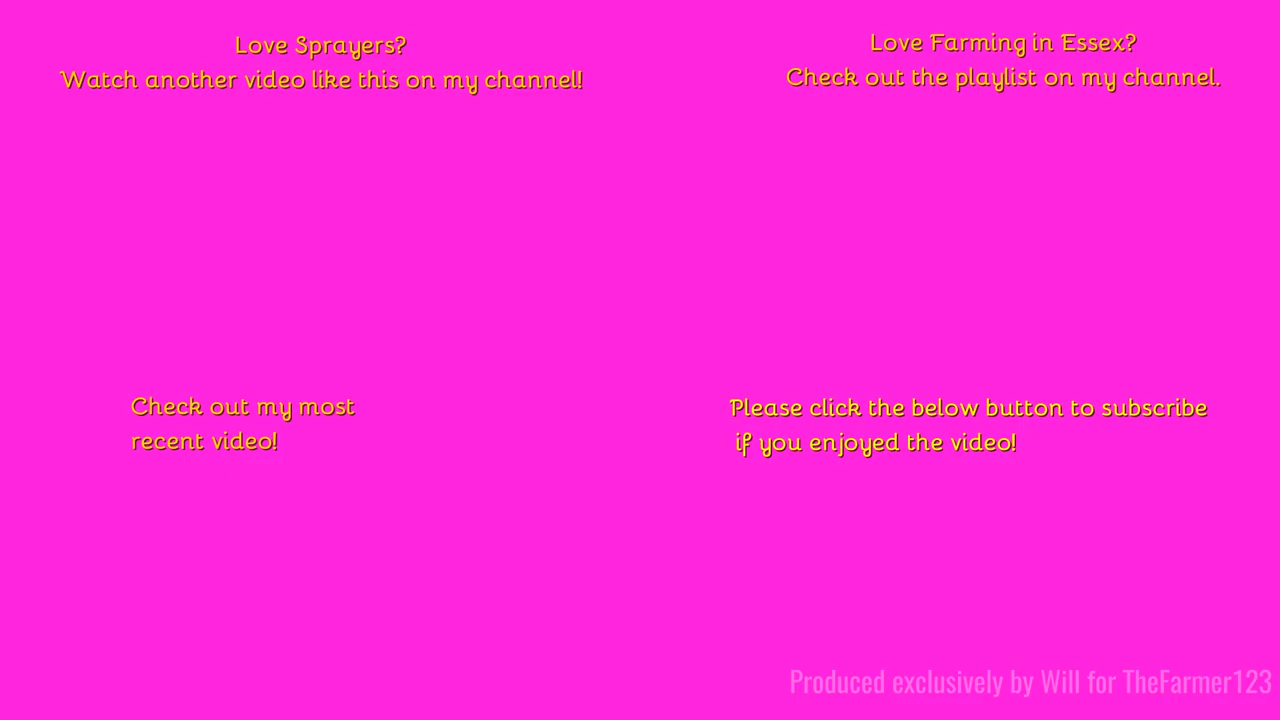 Love Sprayers?
Watch another video like this on my channel!
Love Farming in Essex?
Check out the playlist on my channel.
Check out my most
recent video!
Please click the below button to subscribe
if you enjoyed the video!
Produced exclusively by Will for TheFarmer123